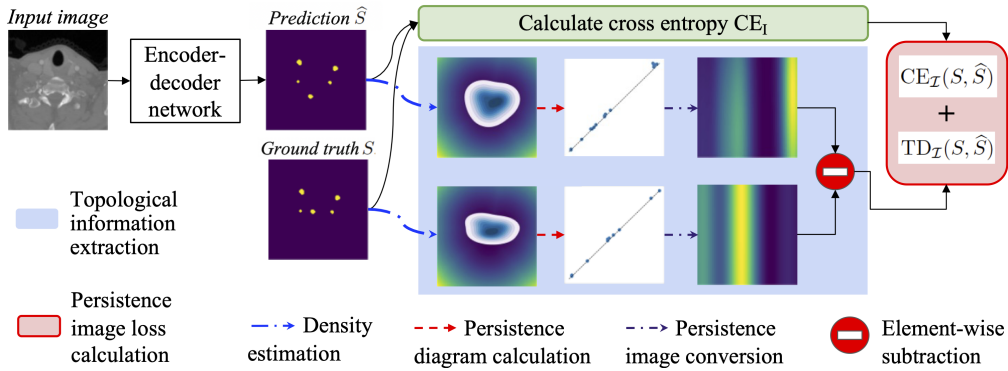 Input image
Encoder-
decoder
network
Prediction Ŝ
Ground truth S
Calculate cross entropy CE_I
CE_ℐ(S, Ŝ)
+
TD_ℐ(S, Ŝ)
Topological
information
extraction
Persistence
image loss
calculation
Density
estimation
Persistence
diagram calculation
Persistence
image conversion
Element-wise
subtraction